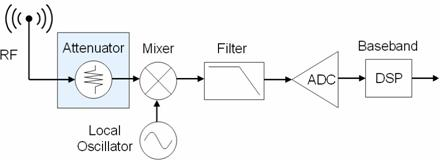 RF
Attenuator
Mixer
Filter
ADC
Baseband
DSP
Local
Oscillator